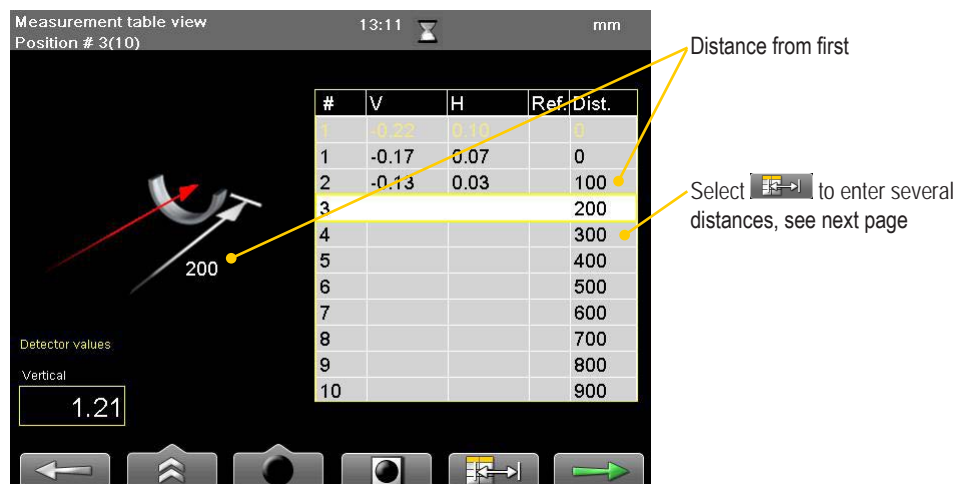 Measurement table view 13:11 mm
Position # 3(10)
Distance from first
# V H Ref. Dist.
1 -0.22 0.10 0
1 -0.17 0.07 0
2 -0.13 0.03 100
3 200
4 300
5 400
6 500
7 600
8 700
9 800
10 900
Select to enter several
distances, see next page
200
Detector values
Vertical
1.21